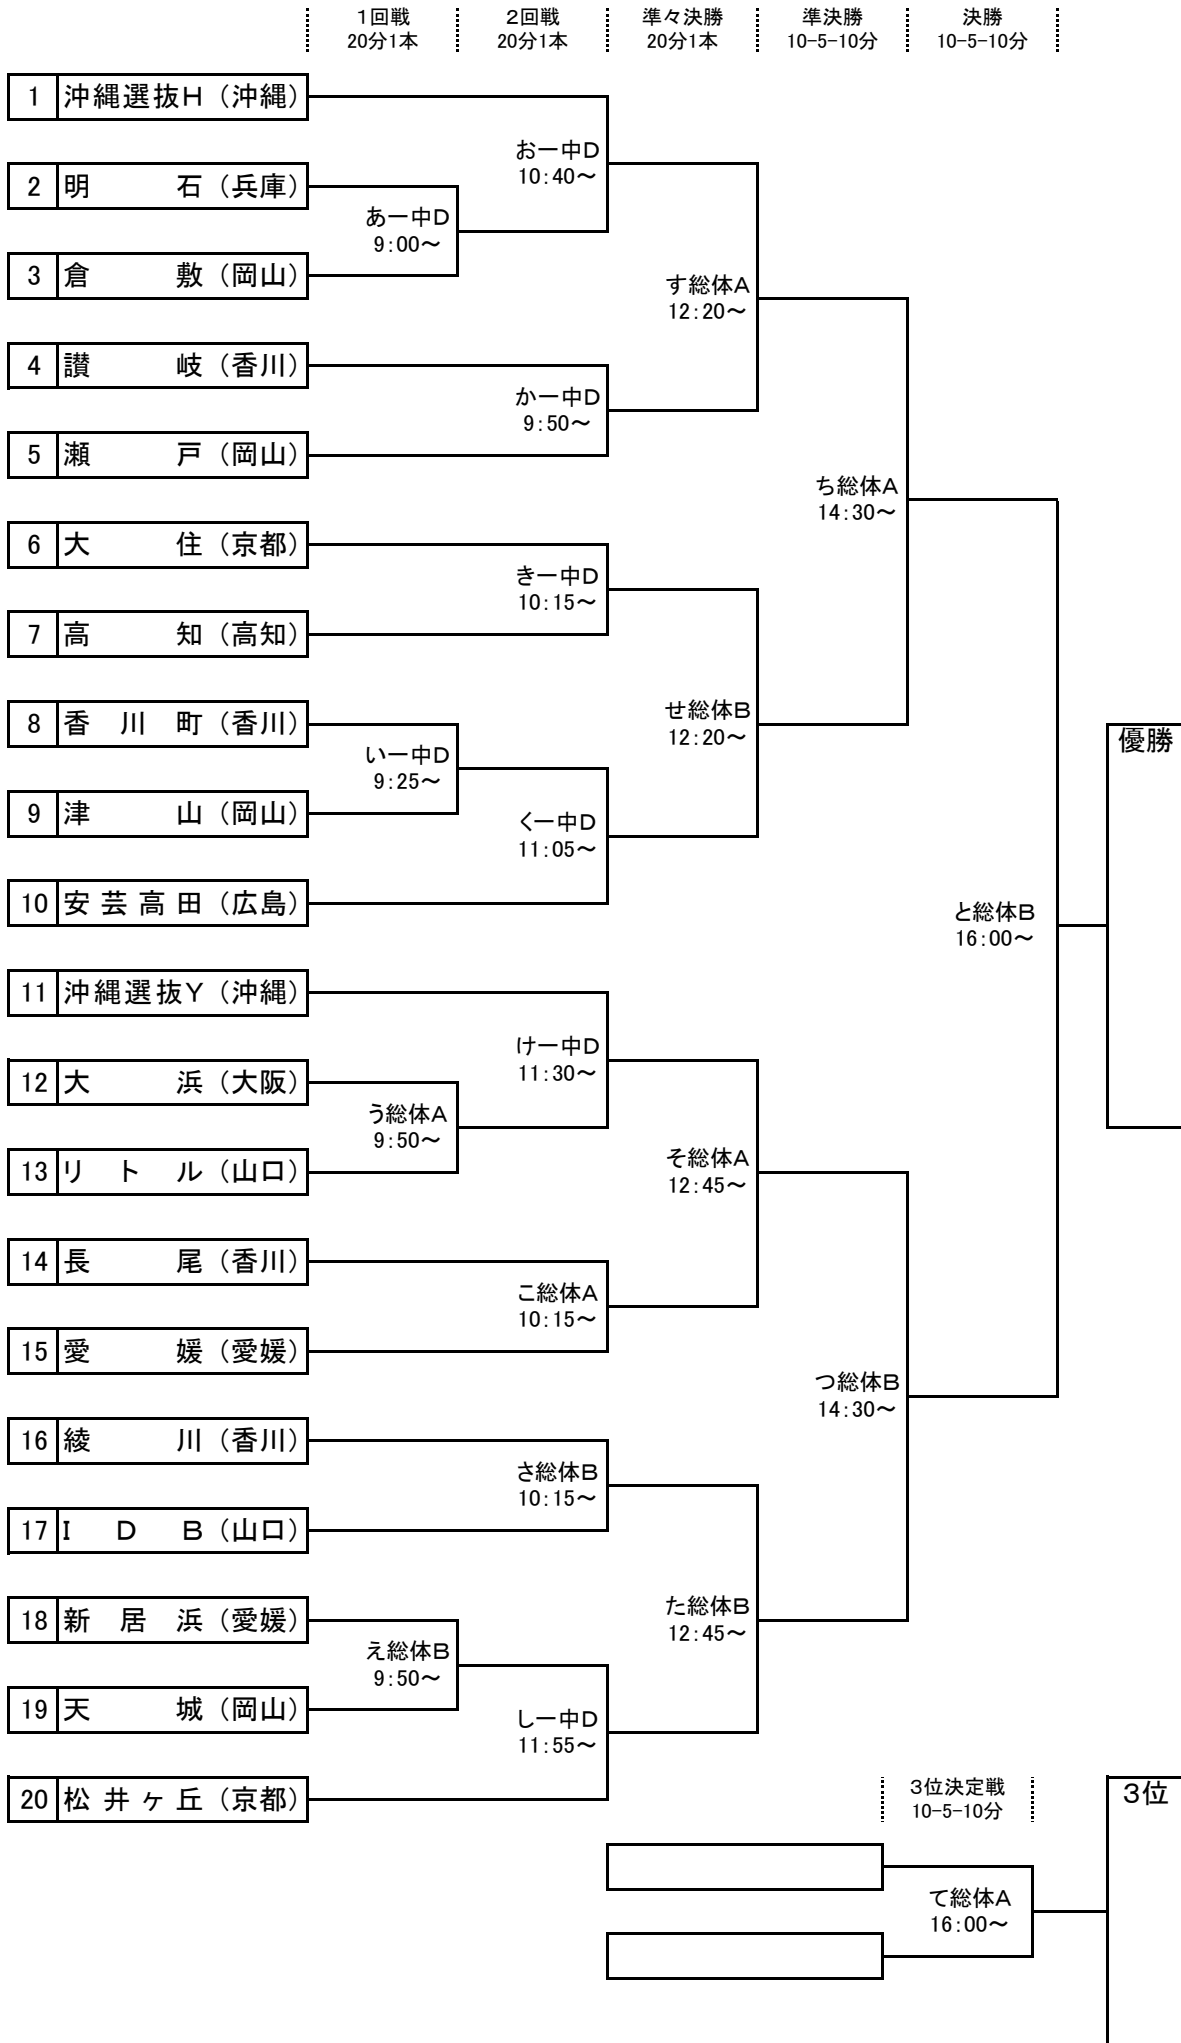 1回戦 2回戦 準々決勝 準決勝 決勝
20分1本 20分1本 20分1本 10-5-10分 10-5-10分
1 沖縄選抜H（沖縄）
お一中D
10:40～
2 明石（兵庫）
あ一中D
9:00～
3 倉敷（岡山）
す総体A
12:20～
4 讃岐（香川）
か一中D
9:50～
5 瀬戸（岡山）
ち総体A
14:30～
6 大住（京都）
き一中D
10:15～
7 高知（高知）
せ総体B
12:20～
8 香川町（香川）
い一中D
9:25～
優勝
9 津山（岡山）
く一中D
11:05～
10 安芸高田（広島）
と総体B
16:00～
11 沖縄選抜Y（沖縄）
け一中D
11:30～
12 大浜（大阪）
う総体A
9:50～
13 リトル（山口）
そ総体A
12:45～
14 長尾（香川）
こ総体A
10:15～
15 愛媛（愛媛）
つ総体B
14:30～
16 綾川（香川）
さ総体B
10:15～
17 IDB（山口）
た総体B
12:45～
18 新居浜（愛媛）
え総体B
9:50～
19 天城（岡山）
し一中D
11:55～
20 松井ヶ丘（京都）
3位決定戦
10-5-10分
3位
て総体A
16:00～